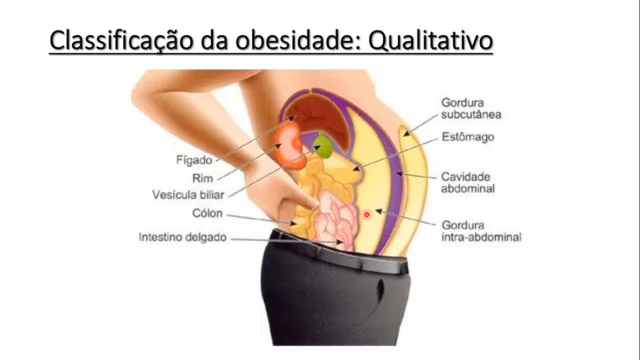 Classificação da obesidade: Qualitativo
Gordura
subcutânea
Estômago
Fígado
Rim
Cavidade
abdominal
Vesícula biliar
Cólon
Gordura
intra-abdominal
Intestino delgado